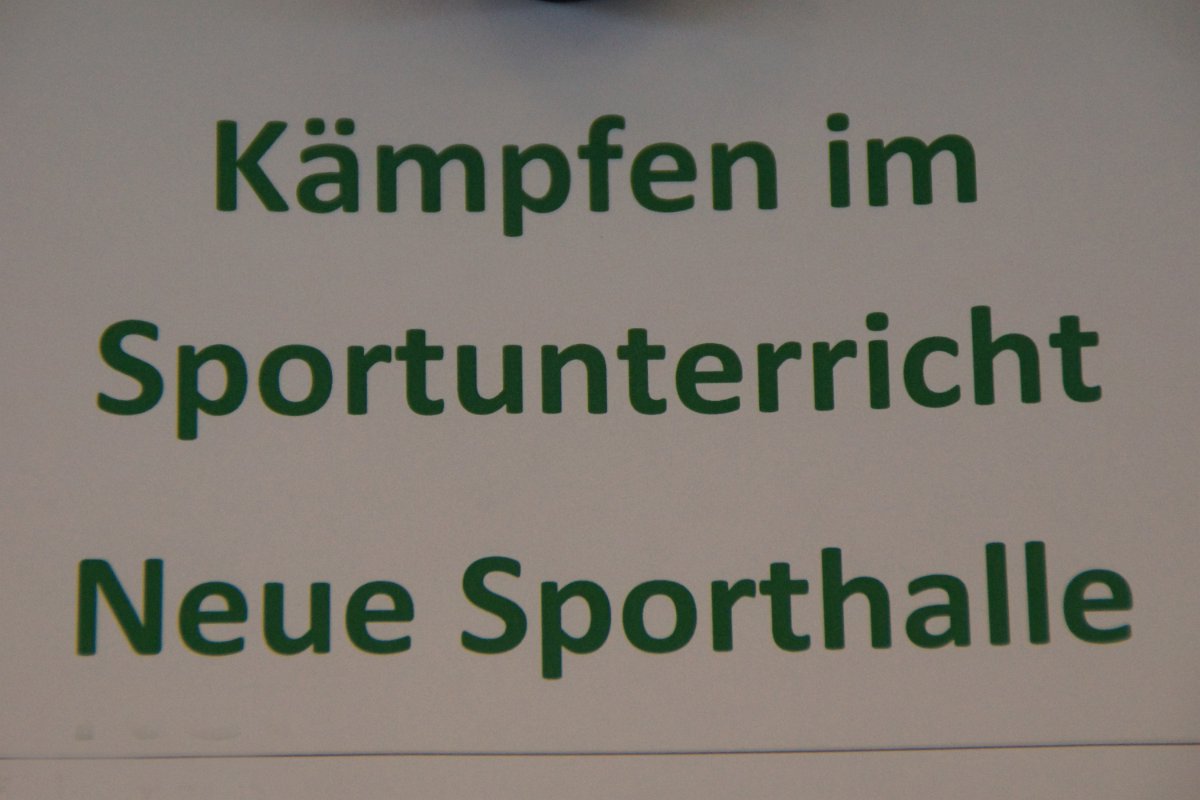 Kämpfen im
Sportunterricht
Neue Sporthalle